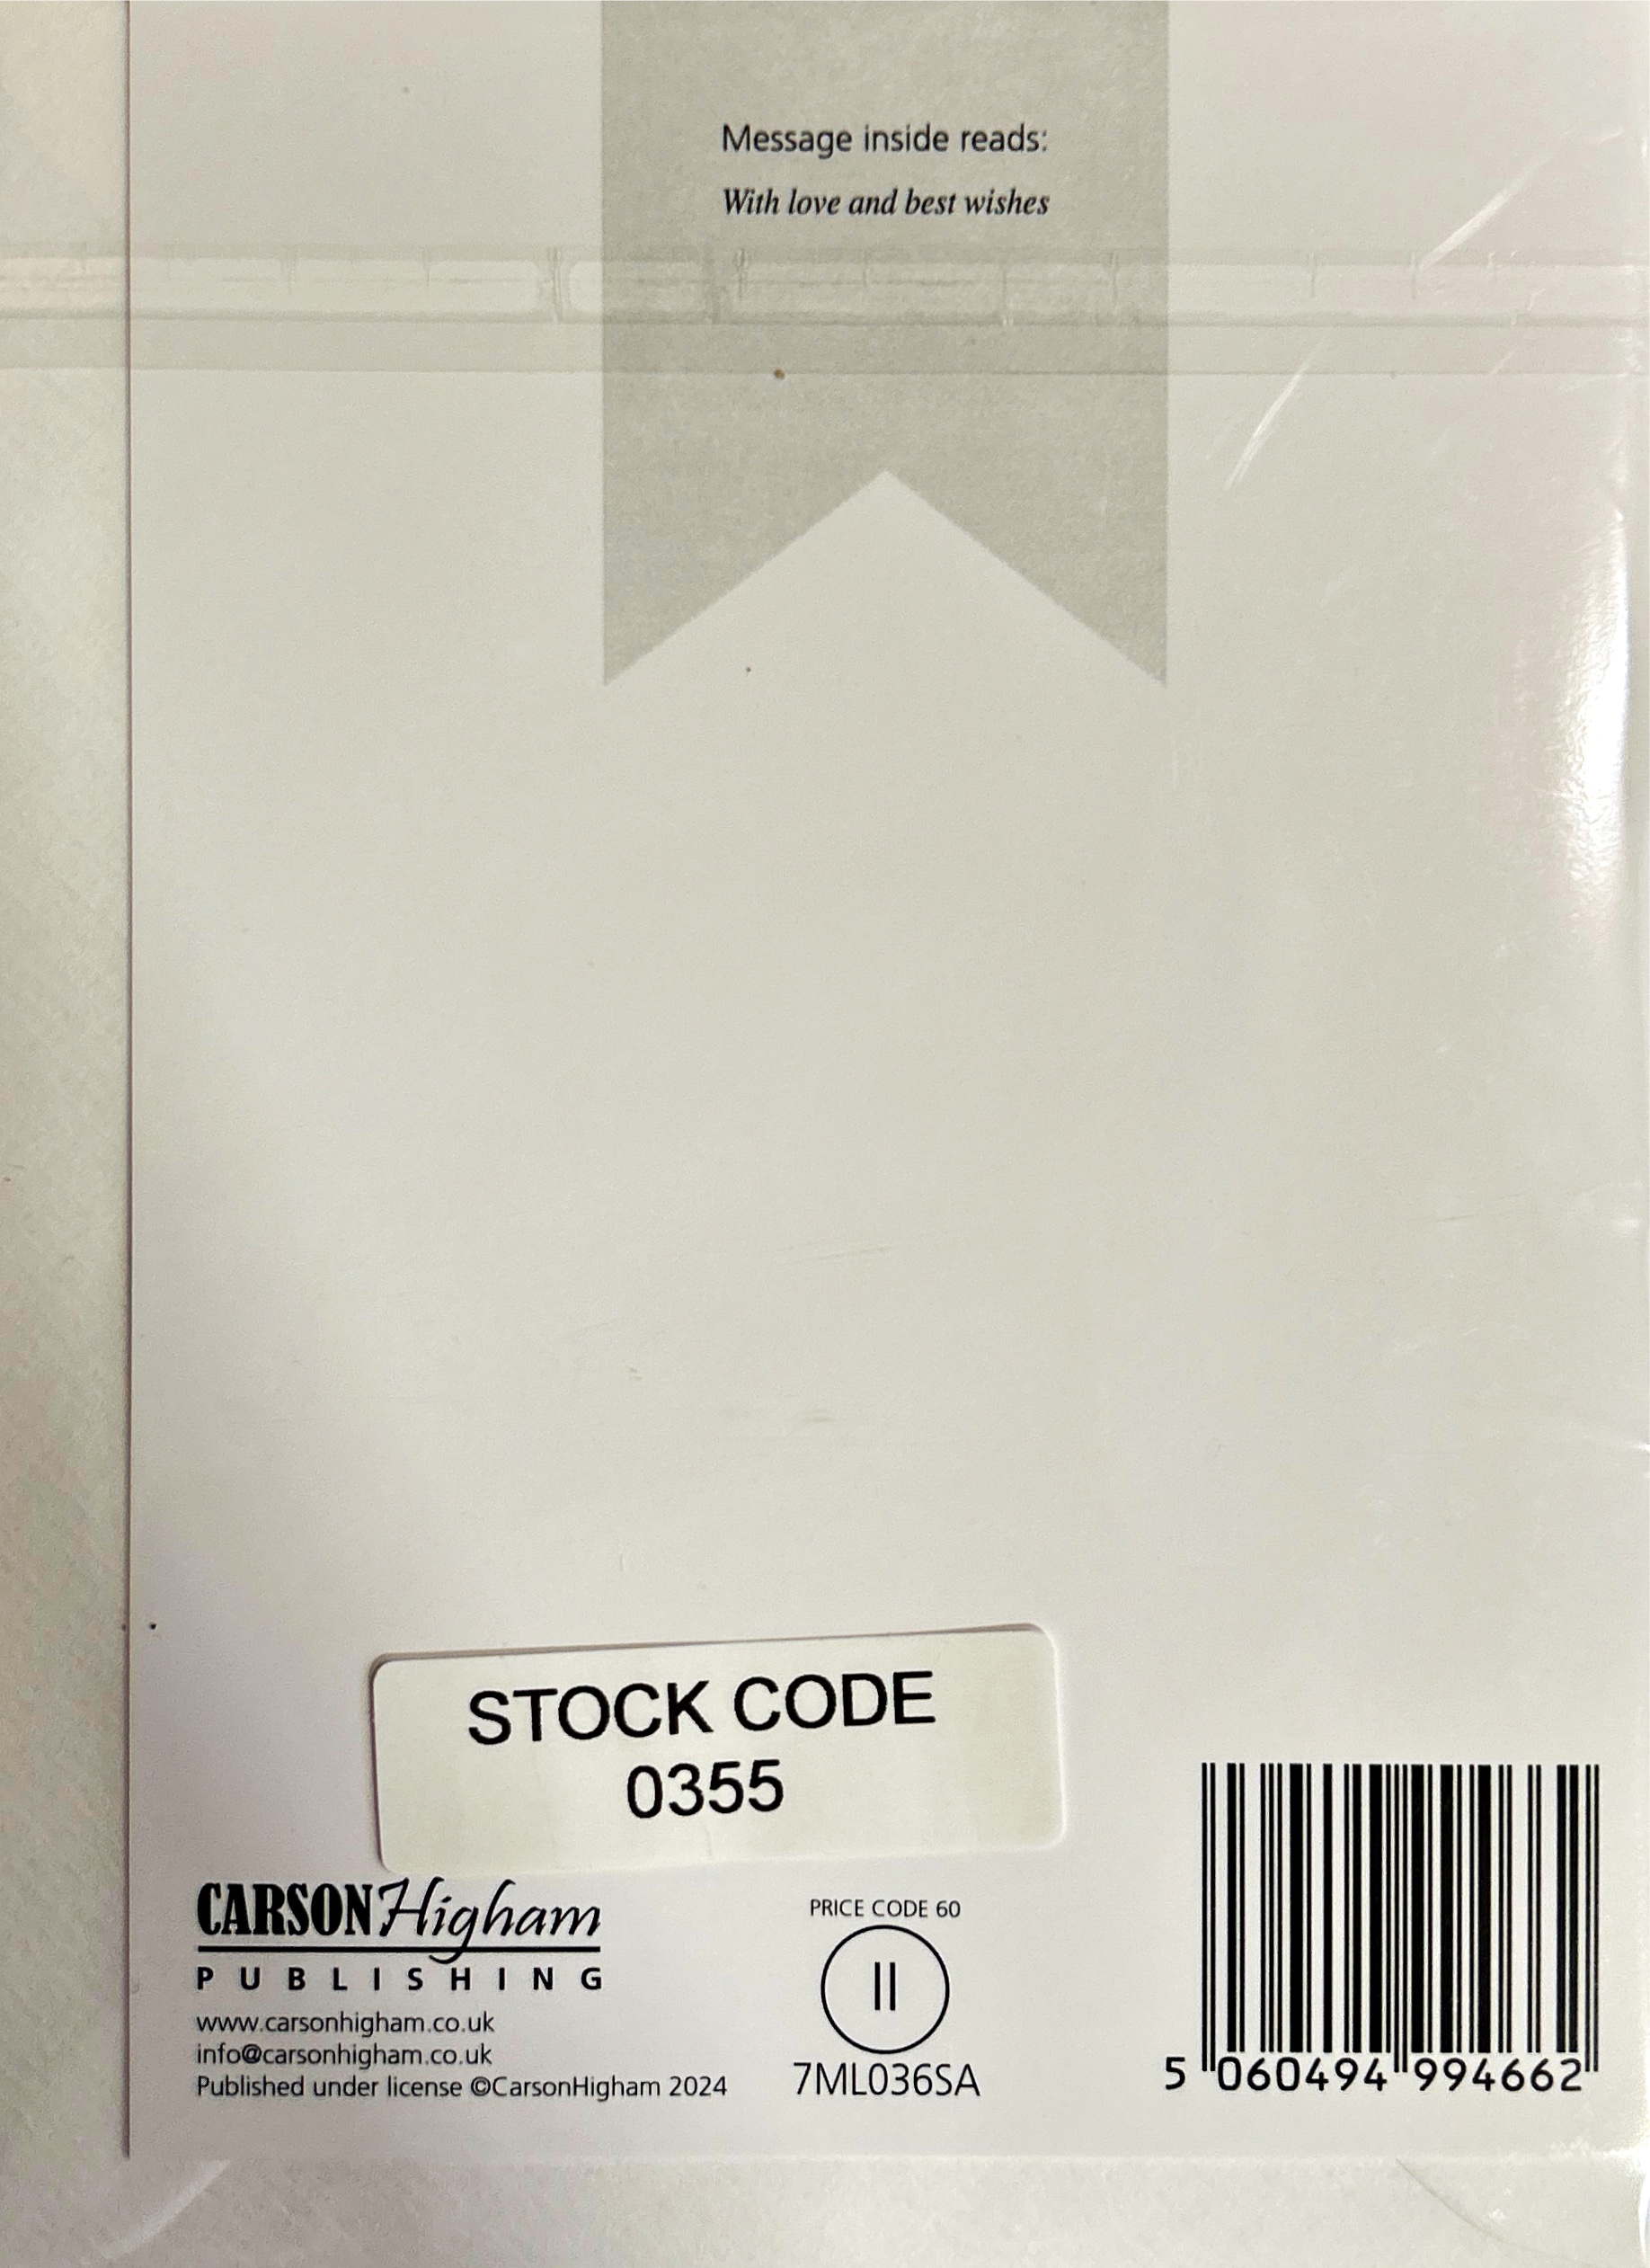 Message inside reads:
With love and best wishes
STOCK CODE
0355
CARSON Higham
PUBLISHING
www.carsonhigham.co.uk
info@carsonhigham.co.uk
Published under license ©CarsonHigham 2024
PRICE CODE 60
||
7ML036SA
5 060494 994662